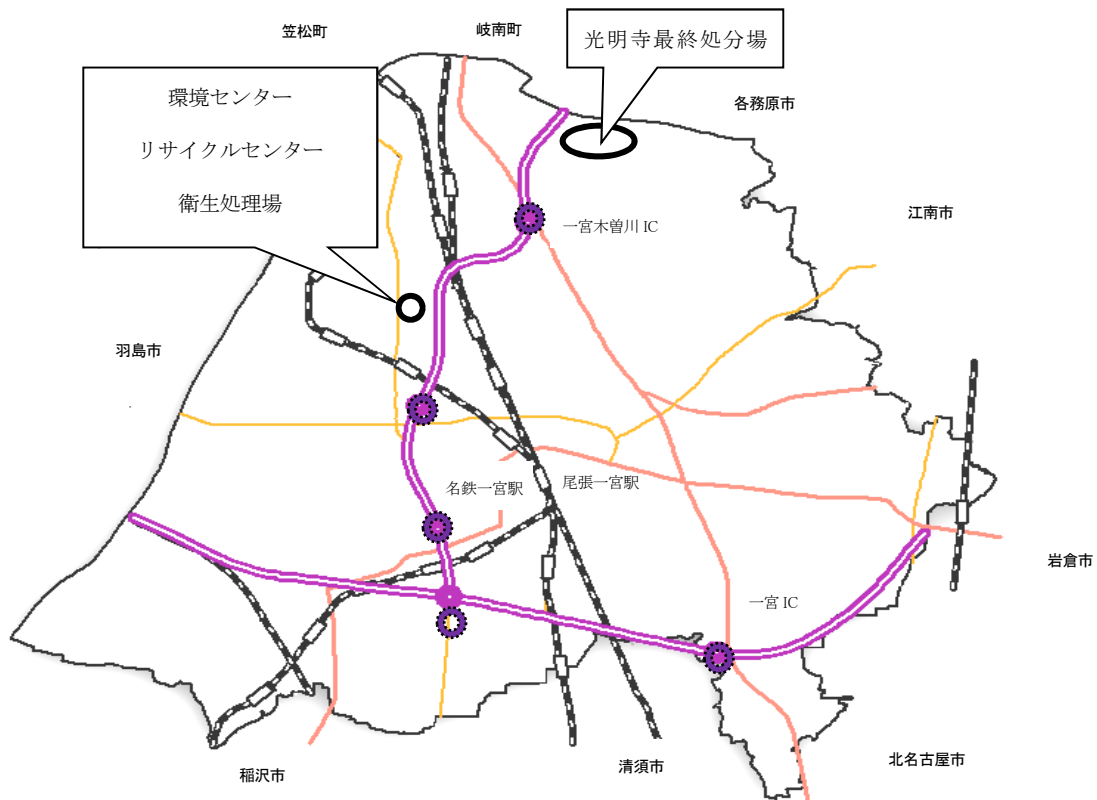 笠松町
岐南町
光明寺最終処分場
環境センター
リサイクルセンター
衛生処理場
各務原市
江南市
一宮木曽川 IC
羽島市
名鉄一宮駅
尾張一宮駅
岩倉市
一宮 IC
稲沢市
清須市
北名古屋市